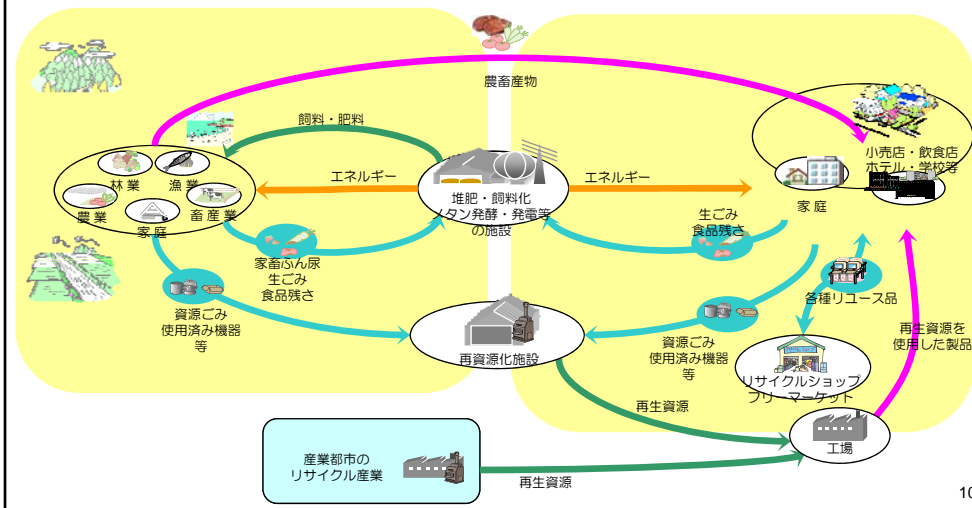 農畜産物
飼料・肥料
小売店・飲食店
ホテル・学校等
林 業
漁 業
エネルギー
エネルギー
堆肥・飼料化
メタン発酵・発電等
の施設
農 業
畜 産 業
家 庭
家 庭
生ごみ
食品残さ
家畜ふん尿
生ごみ
食品残さ
各種リユース品
資源ごみ
使用済み機器
等
再資源化施設
資源ごみ
使用済み機器
等
再生資源を
使用した製品
リサイクルショップ
フリーマーケット
再生資源
工場
産業都市の
リサイクル産業
再生資源
10